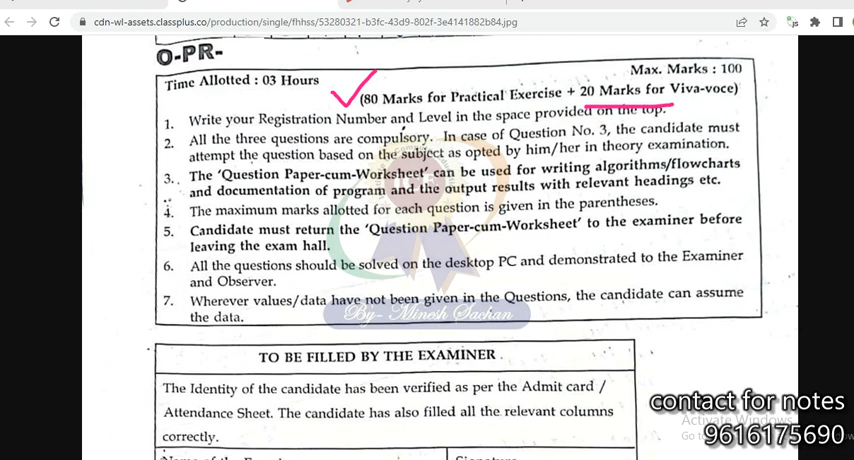 cdn-wl-assets.classplus.co/production/single/fhhss/53280321-b3fc-43d9-802f-3e4141882b84.jpg
O-PR-
Time Allotted : 03 Hours
Max. Marks : 100
(80 Marks for Practical Exercise + 20 Marks for Viva-voce)
1. Write your Registration Number and Level in the space provided on the top.
2. All the three questions are compulsory. In case of Question No. 3, the candidate must
attempt the question based on the subject as opted by him/her in theory examination.
3. The 'Question Paper-cum-Worksheet' can be used for writing algorithms/flowcharts
and documentation of program and the output results with relevant headings etc.
4. The maximum marks allotted for each question is given in the parentheses.
5. Candidate must return the 'Question Paper-cum-Worksheet' to the examiner before
leaving the exam hall.
6. All the questions should be solved on the desktop PC and demonstrated to the Examiner
and Observer.
7. Wherever values/data have not been given in the Questions, the candidate can assume
the data.
By- Minesh Sachan
TO BE FILLED BY THE EXAMINER
The Identity of the candidate has been verified as per the Admit card /
Attendance Sheet. The candidate has also filled all the relevant columns
correctly.
contact for notes
Activate Windows
9616175690